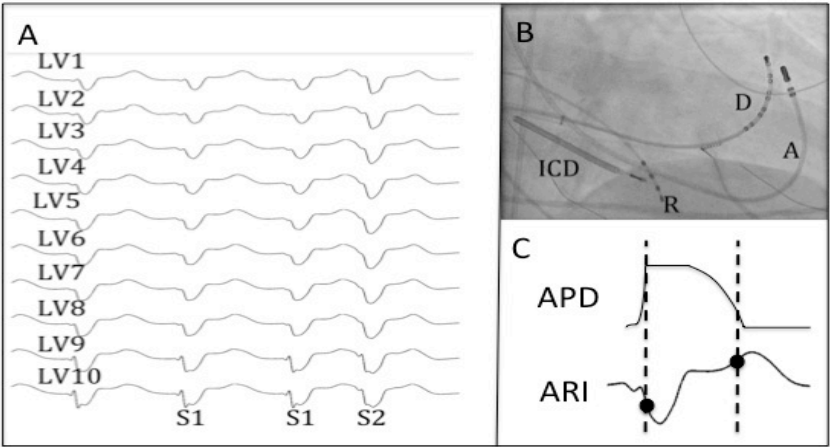 A
LV1
LV2
LV3
LV4
LV5
LV6
LV7
LV8
LV9
LV10
S1 S1 S2
B
D
A
ICD
R
C
APD
ARI